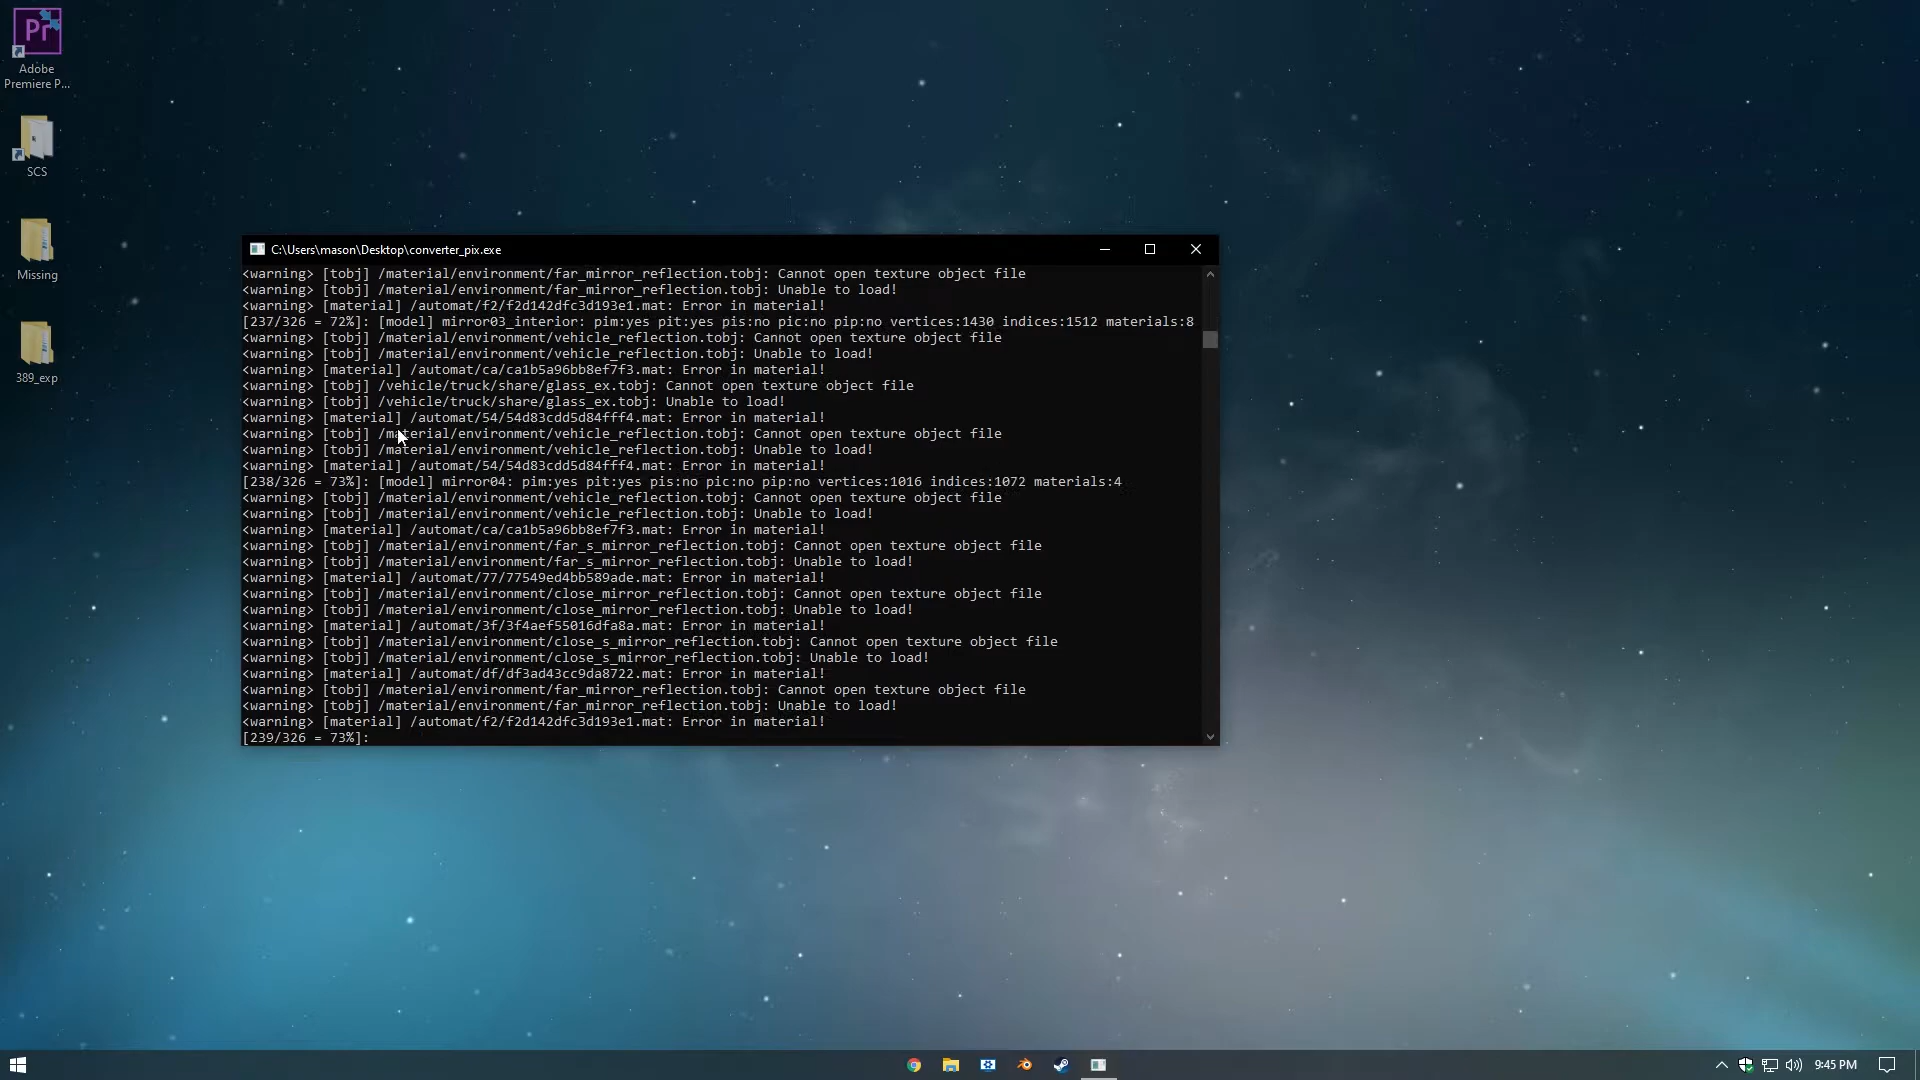 Pr
Adobe
Premiere P...
SCS
Missing
389_exp
C:\Users\mason\Desktop\converter_pix.exe
<warning> [tobj] /material/environment/far_mirror_reflection.tobj: Cannot open texture object file
<warning> [tobj] /material/environment/far_mirror_reflection.tobj: Unable to load!
<warning> [material] /automat/f2/f2d142dfc3d193e1.mat: Error in material!
[237/326 = 72%]: [model] mirror03_interior: pim:yes pit:yes pis:no pic:no pip:no vertices:1430 indices:1512 materials:8
<warning> [tobj] /material/environment/vehicle_reflection.tobj: Cannot open texture object file
<warning> [tobj] /material/environment/vehicle_reflection.tobj: Unable to load!
<warning> [material] /automat/ca/ca1b5a96bb8ef7f3.mat: Error in material!
<warning> [tobj] /vehicle/truck/share/glass_ex.tobj: Cannot open texture object file
<warning> [tobj] /vehicle/truck/share/glass_ex.tobj: Unable to load!
<warning> [material] /automat/54/54d83cdd5d84fff4.mat: Error in material!
<warning> [tobj] /material/environment/vehicle_reflection.tobj: Cannot open texture object file
<warning> [tobj] /material/environment/vehicle_reflection.tobj: Unable to load!
<warning> [material] /automat/54/54d83cdd5d84fff4.mat: Error in material!
[238/326 = 73%]: [model] mirror04: pim:yes pit:yes pis:no pic:no pip:no vertices:1016 indices:1072 materials:4
<warning> [tobj] /material/environment/vehicle_reflection.tobj: Cannot open texture object file
<warning> [tobj] /material/environment/vehicle_reflection.tobj: Unable to load!
<warning> [material] /automat/ca/ca1b5a96bb8ef7f3.mat: Error in material!
<warning> [tobj] /material/environment/far_s_mirror_reflection.tobj: Cannot open texture object file
<warning> [tobj] /material/environment/far_s_mirror_reflection.tobj: Unable to load!
<warning> [material] /automat/77/77549ed4bb589ade.mat: Error in material!
<warning> [tobj] /material/environment/close_mirror_reflection.tobj: Cannot open texture object file
<warning> [tobj] /material/environment/close_mirror_reflection.tobj: Unable to load!
<warning> [material] /automat/3f/3f4aef55016dfa8a.mat: Error in material!
<warning> [tobj] /material/environment/close_s_mirror_reflection.tobj: Cannot open texture object file
<warning> [tobj] /material/environment/close_s_mirror_reflection.tobj: Unable to load!
<warning> [material] /automat/df/df3ad43cc9da8722.mat: Error in material!
<warning> [tobj] /material/environment/far_mirror_reflection.tobj: Cannot open texture object file
<warning> [tobj] /material/environment/far_mirror_reflection.tobj: Unable to load!
<warning> [material] /automat/f2/f2d142dfc3d193e1.mat: Error in material!
[239/326 = 73%]:
9:45 PM